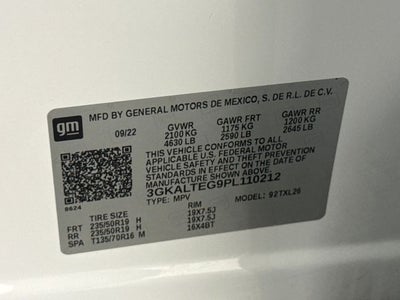 gm
MFD BY GENERAL MOTORS DE MEXICO, S. DE R.L. DE C.V.
09/22
GVWR GAWR FRT GAWR RR
2100 KG 1175 KG 1200 KG
4630 LB 2590 LB 2645 LB
THIS VEHICLE CONFORMS TO ALL APPLICABLE
U.S. FEDERAL MOTOR VEHICLE SAFETY
AND THEFT PREVENTION STANDARDS IN
EFFECT ON THE DATE OF MANUFACTURE
SHOWN ABOVE.
3GKALTEG9PL110212
TYPE: MPV 92TXL26
8624
TIRE SIZE RIM
FRT 235/50R19 H 19X7.5J
RR 235/50R19 H 19X7.5J
SPA T135/70R16 M 16X4BT